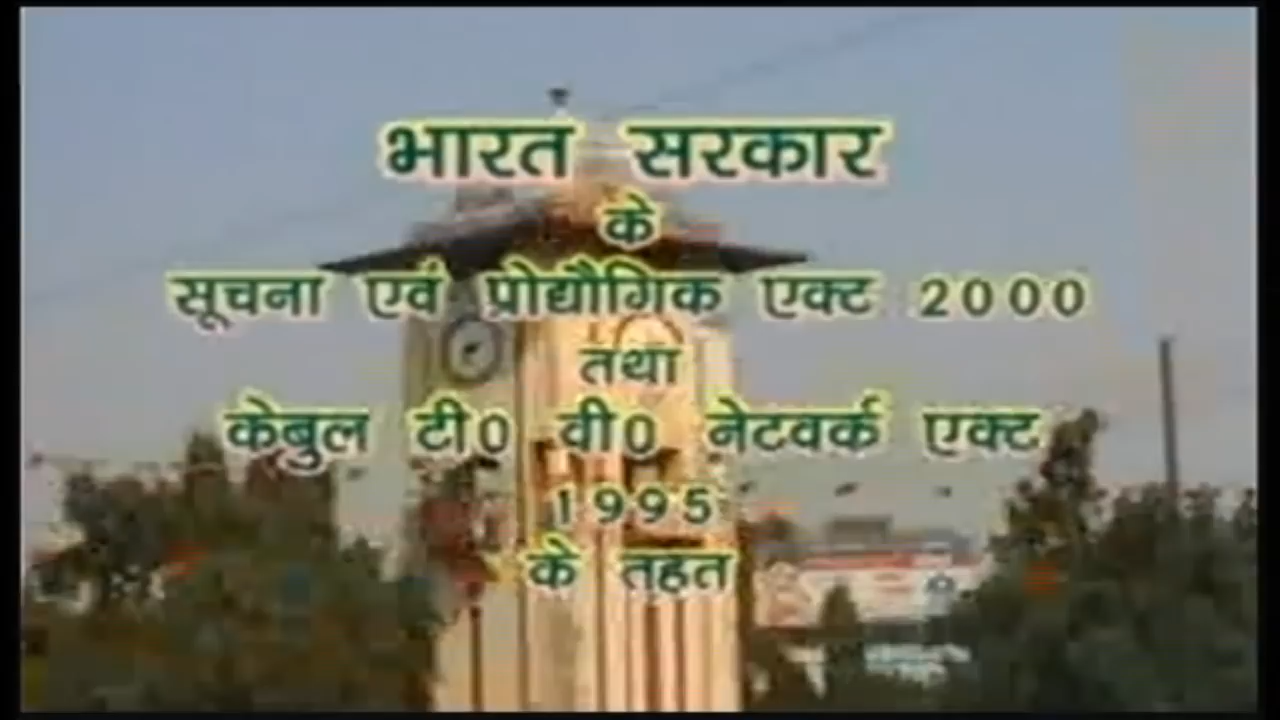 भारत सरकार
के
सूचना एवं प्रोद्यौगिक एक्ट 2000
तथा
केबुल टी0 वी0 नेटवर्क एक्ट
1995
के तहत